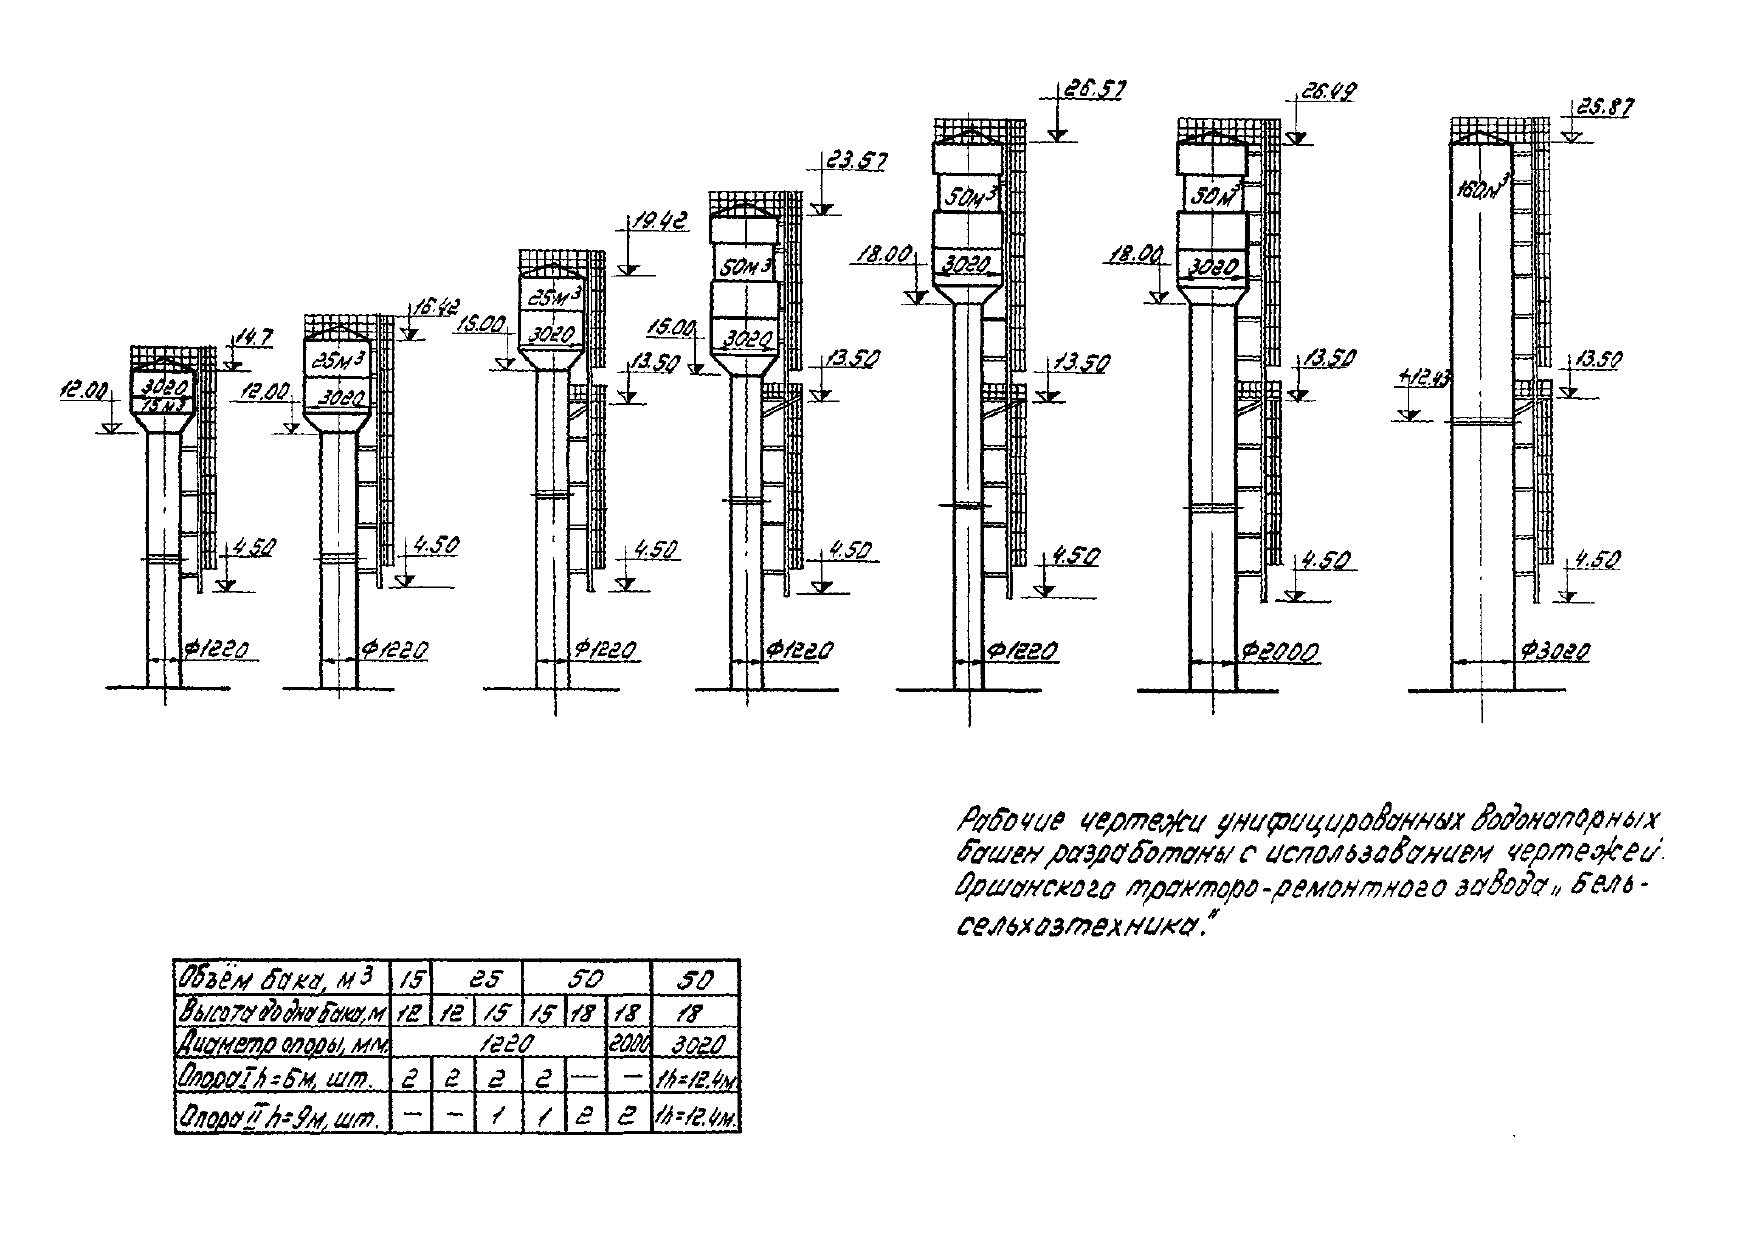 26.57
26.49
25.87
23.57
19.42
16.42
14.7
50м³
50м³
160м³
18.00
3020
18.00
3020
50м³
15.00
3020
25м³
15.00
3020
25м³
12.00
3020
3020
15м³
12.00
13.50
13.50
13.50
13.50
13.50
+12.43
4.50
4.50
4.50
4.50
4.50
4.50
4.50
Ф1220
Ф1220
Ф1220
Ф1220
Ф1220
Ф2000
Ф3020
Рабочие чертежи унифицированных водонапорных
башен разработаны с использованием чертежей
Оршанского тракторо-ремонтного завода „Бель-
сельхозтехника."
Объём бака, м³ 15 25 50 50
Высота до дна бака, м 12 12 15 15 18 18 18
Диаметр опоры, мм. 1220 2000 3020
Опора I h=6м, шт. 2 2 2 2 — — 1h=12.4м
Опора II h=9м, шт. — — 1 1 2 2 1h=12.4м.